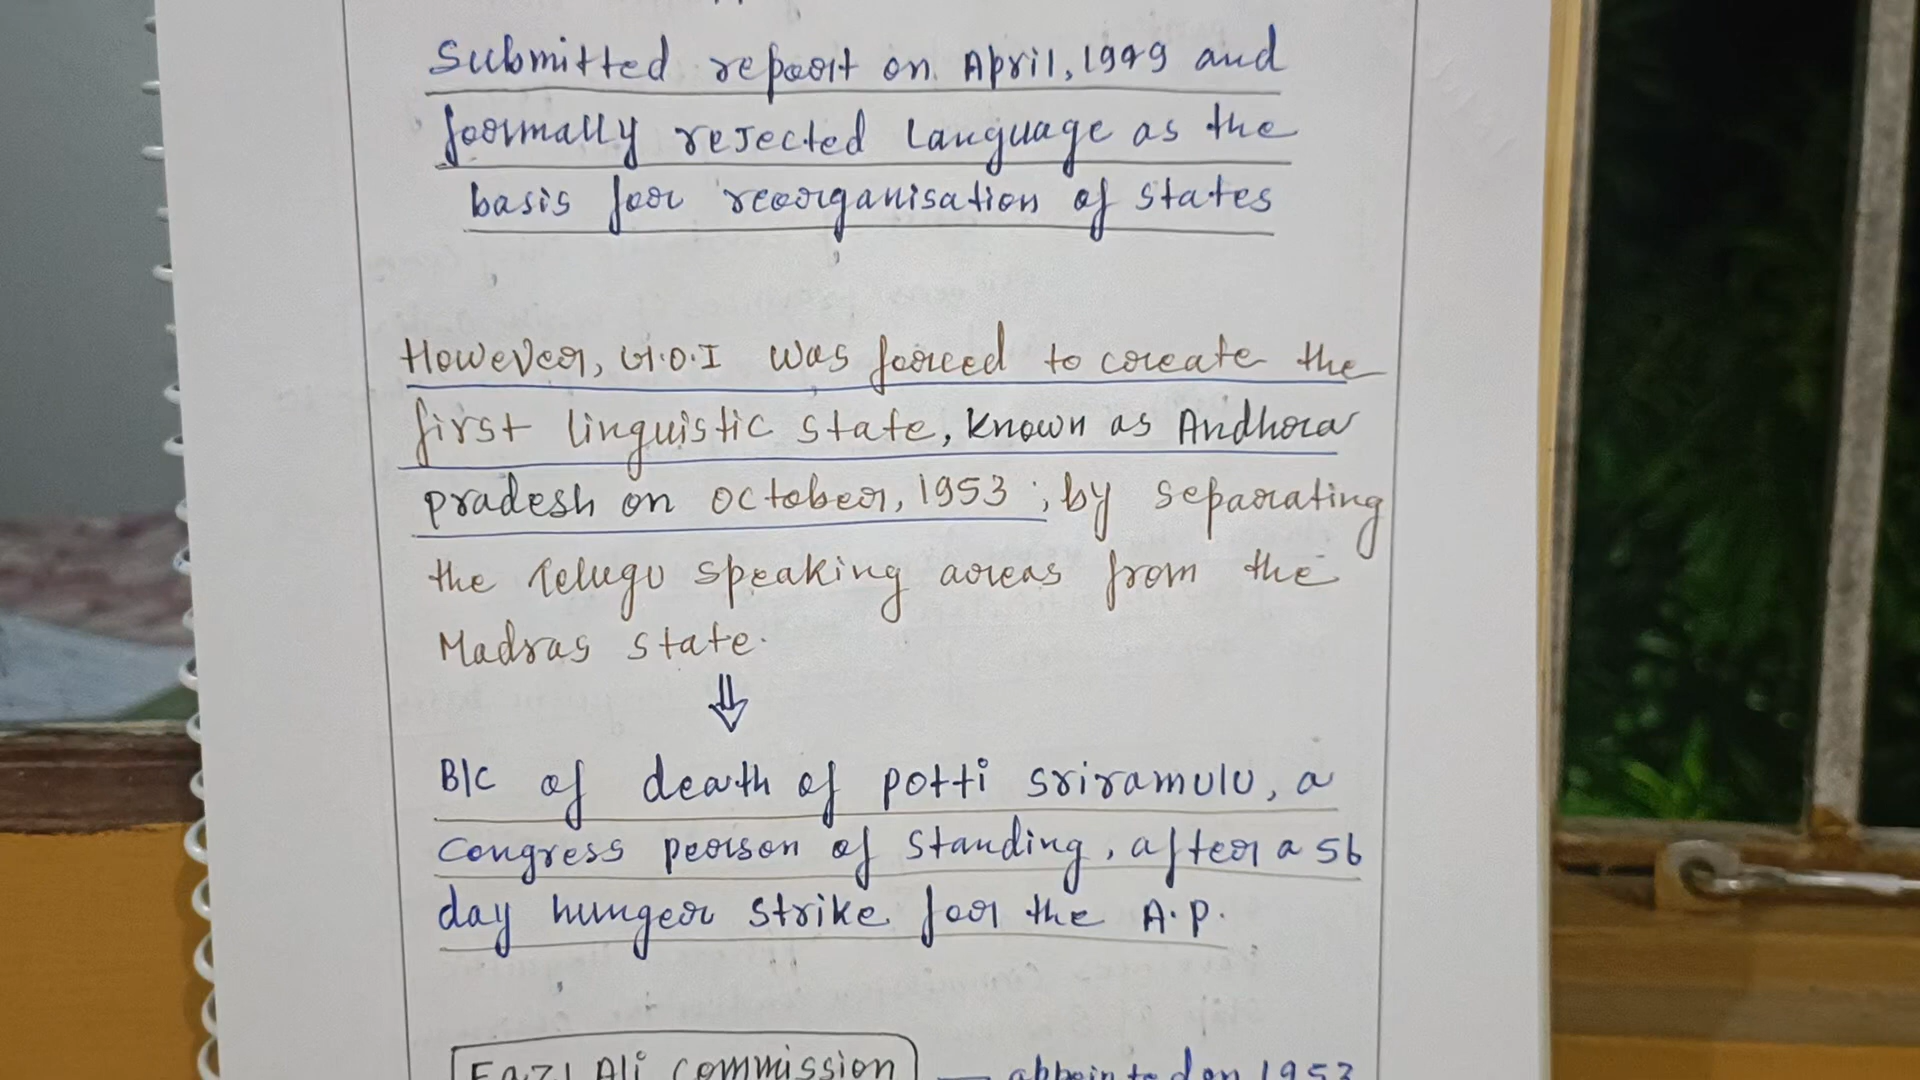 Submitted report on April, 1949 and
formally rejected language as the
basis for reorganisation of states
However, G.O.I was forced to create the
first linguistic state, known as Andhra
pradesh on october, 1953, by separating
the Telugu speaking areas from the
Madras state.
⇓
B/C of death of potti sriramulu, a
congress person of standing, after a 56
day hunger strike for the A.P.
Fazl Ali commission — appointed on 1953